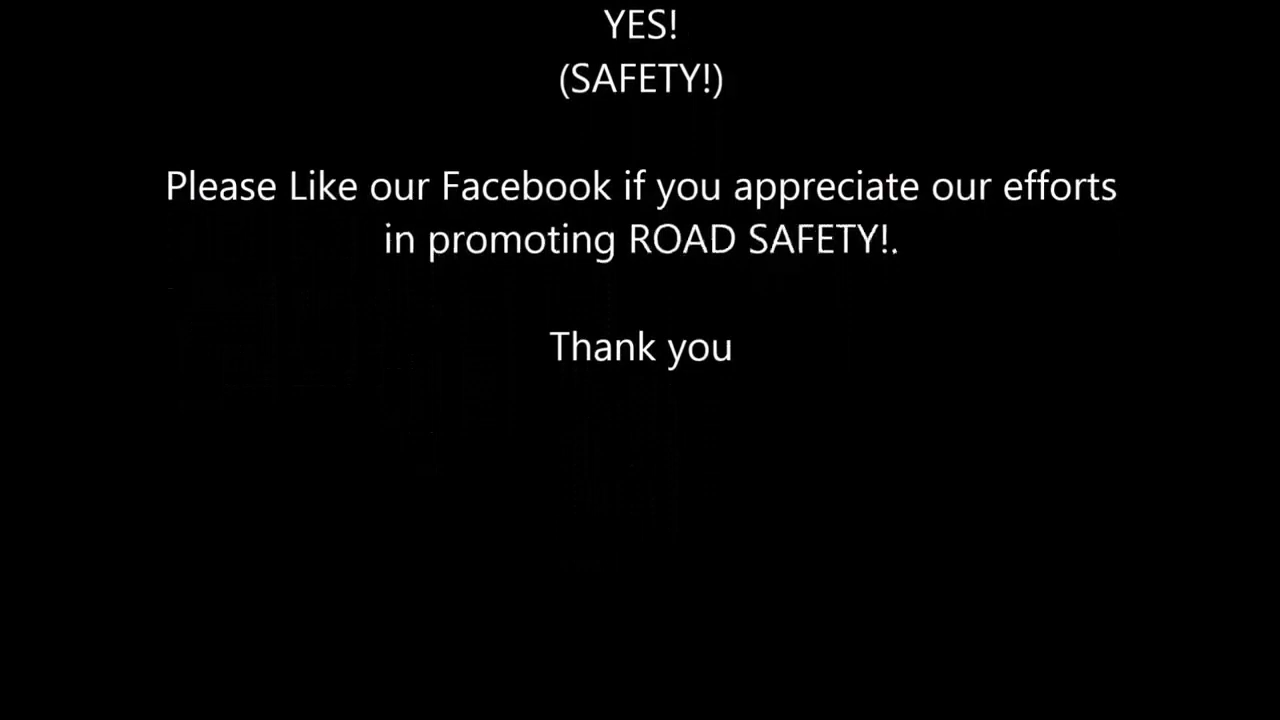 YES!
(SAFETY!)
Please Like our Facebook if you appreciate our efforts
in promoting ROAD SAFETY!.
Thank you